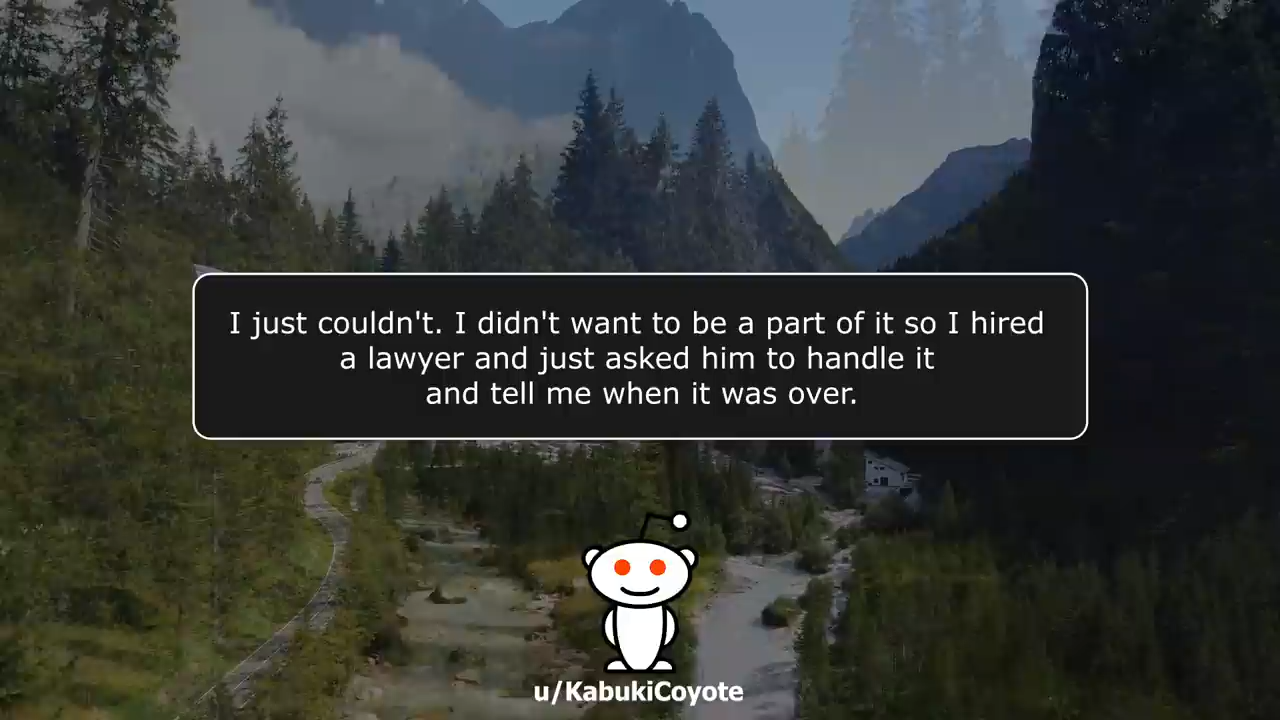 I just couldn't. I didn't want to be a part of it so I hired
a lawyer and just asked him to handle it
and tell me when it was over.
u/KabukiCoyote